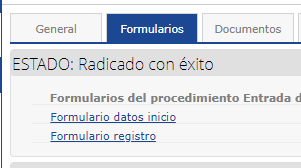 General
Formularios
Documentos
ESTADO: Radicado con éxito
Formularios del procedimiento Entrada d
Formulario datos inicio
Formulario registro